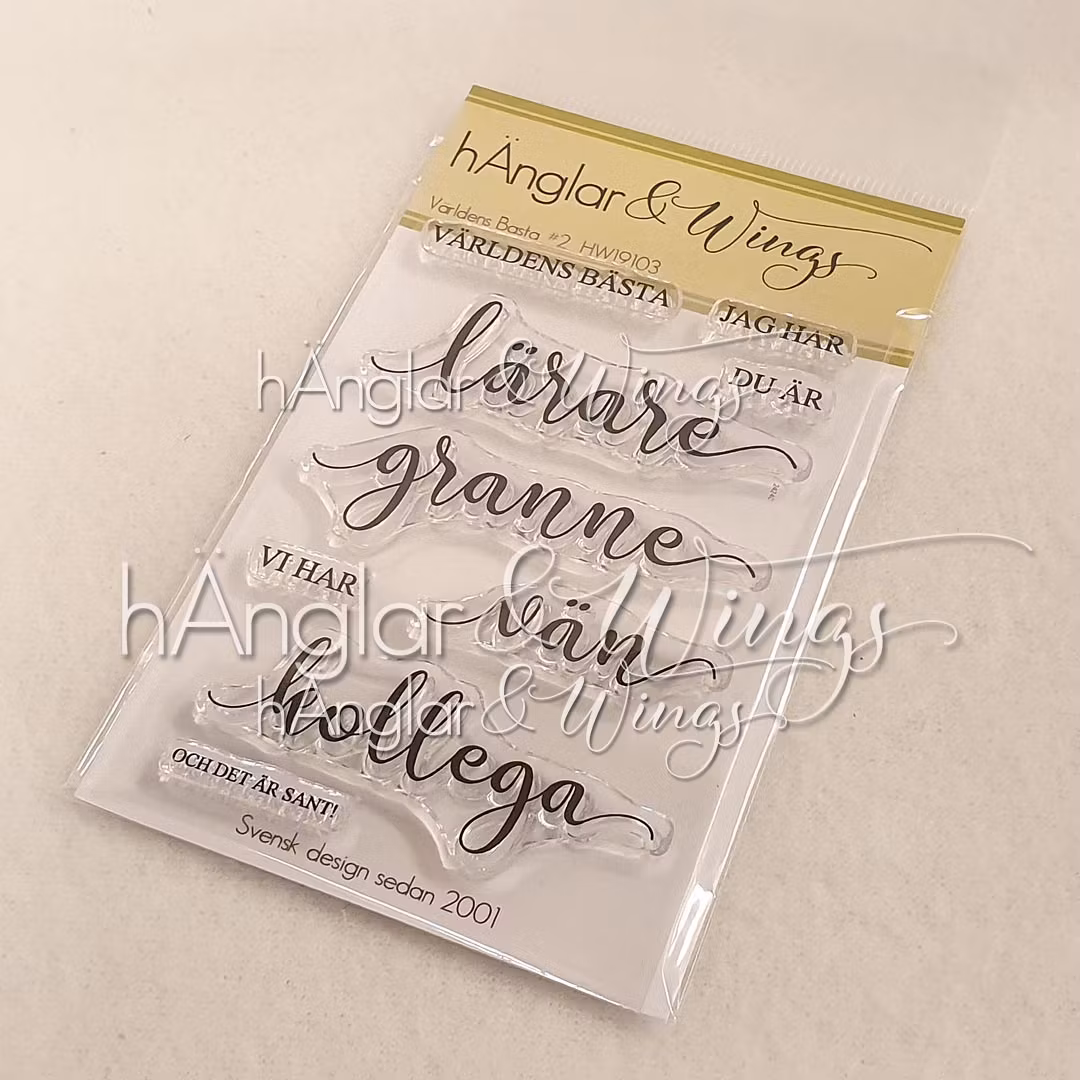 hÄnglar & Wings
Världens Bästa #2 HW19103
VÄRLDENS BÄSTA
JAG HAR
lärare
DU ÄR
granne
VI HAR
vän
kollega
OCH DET ÄR SANT!
Svensk design sedan 2001
hÄnglar & Wings
hÄnglar & Wings
hÄnglar & Wings